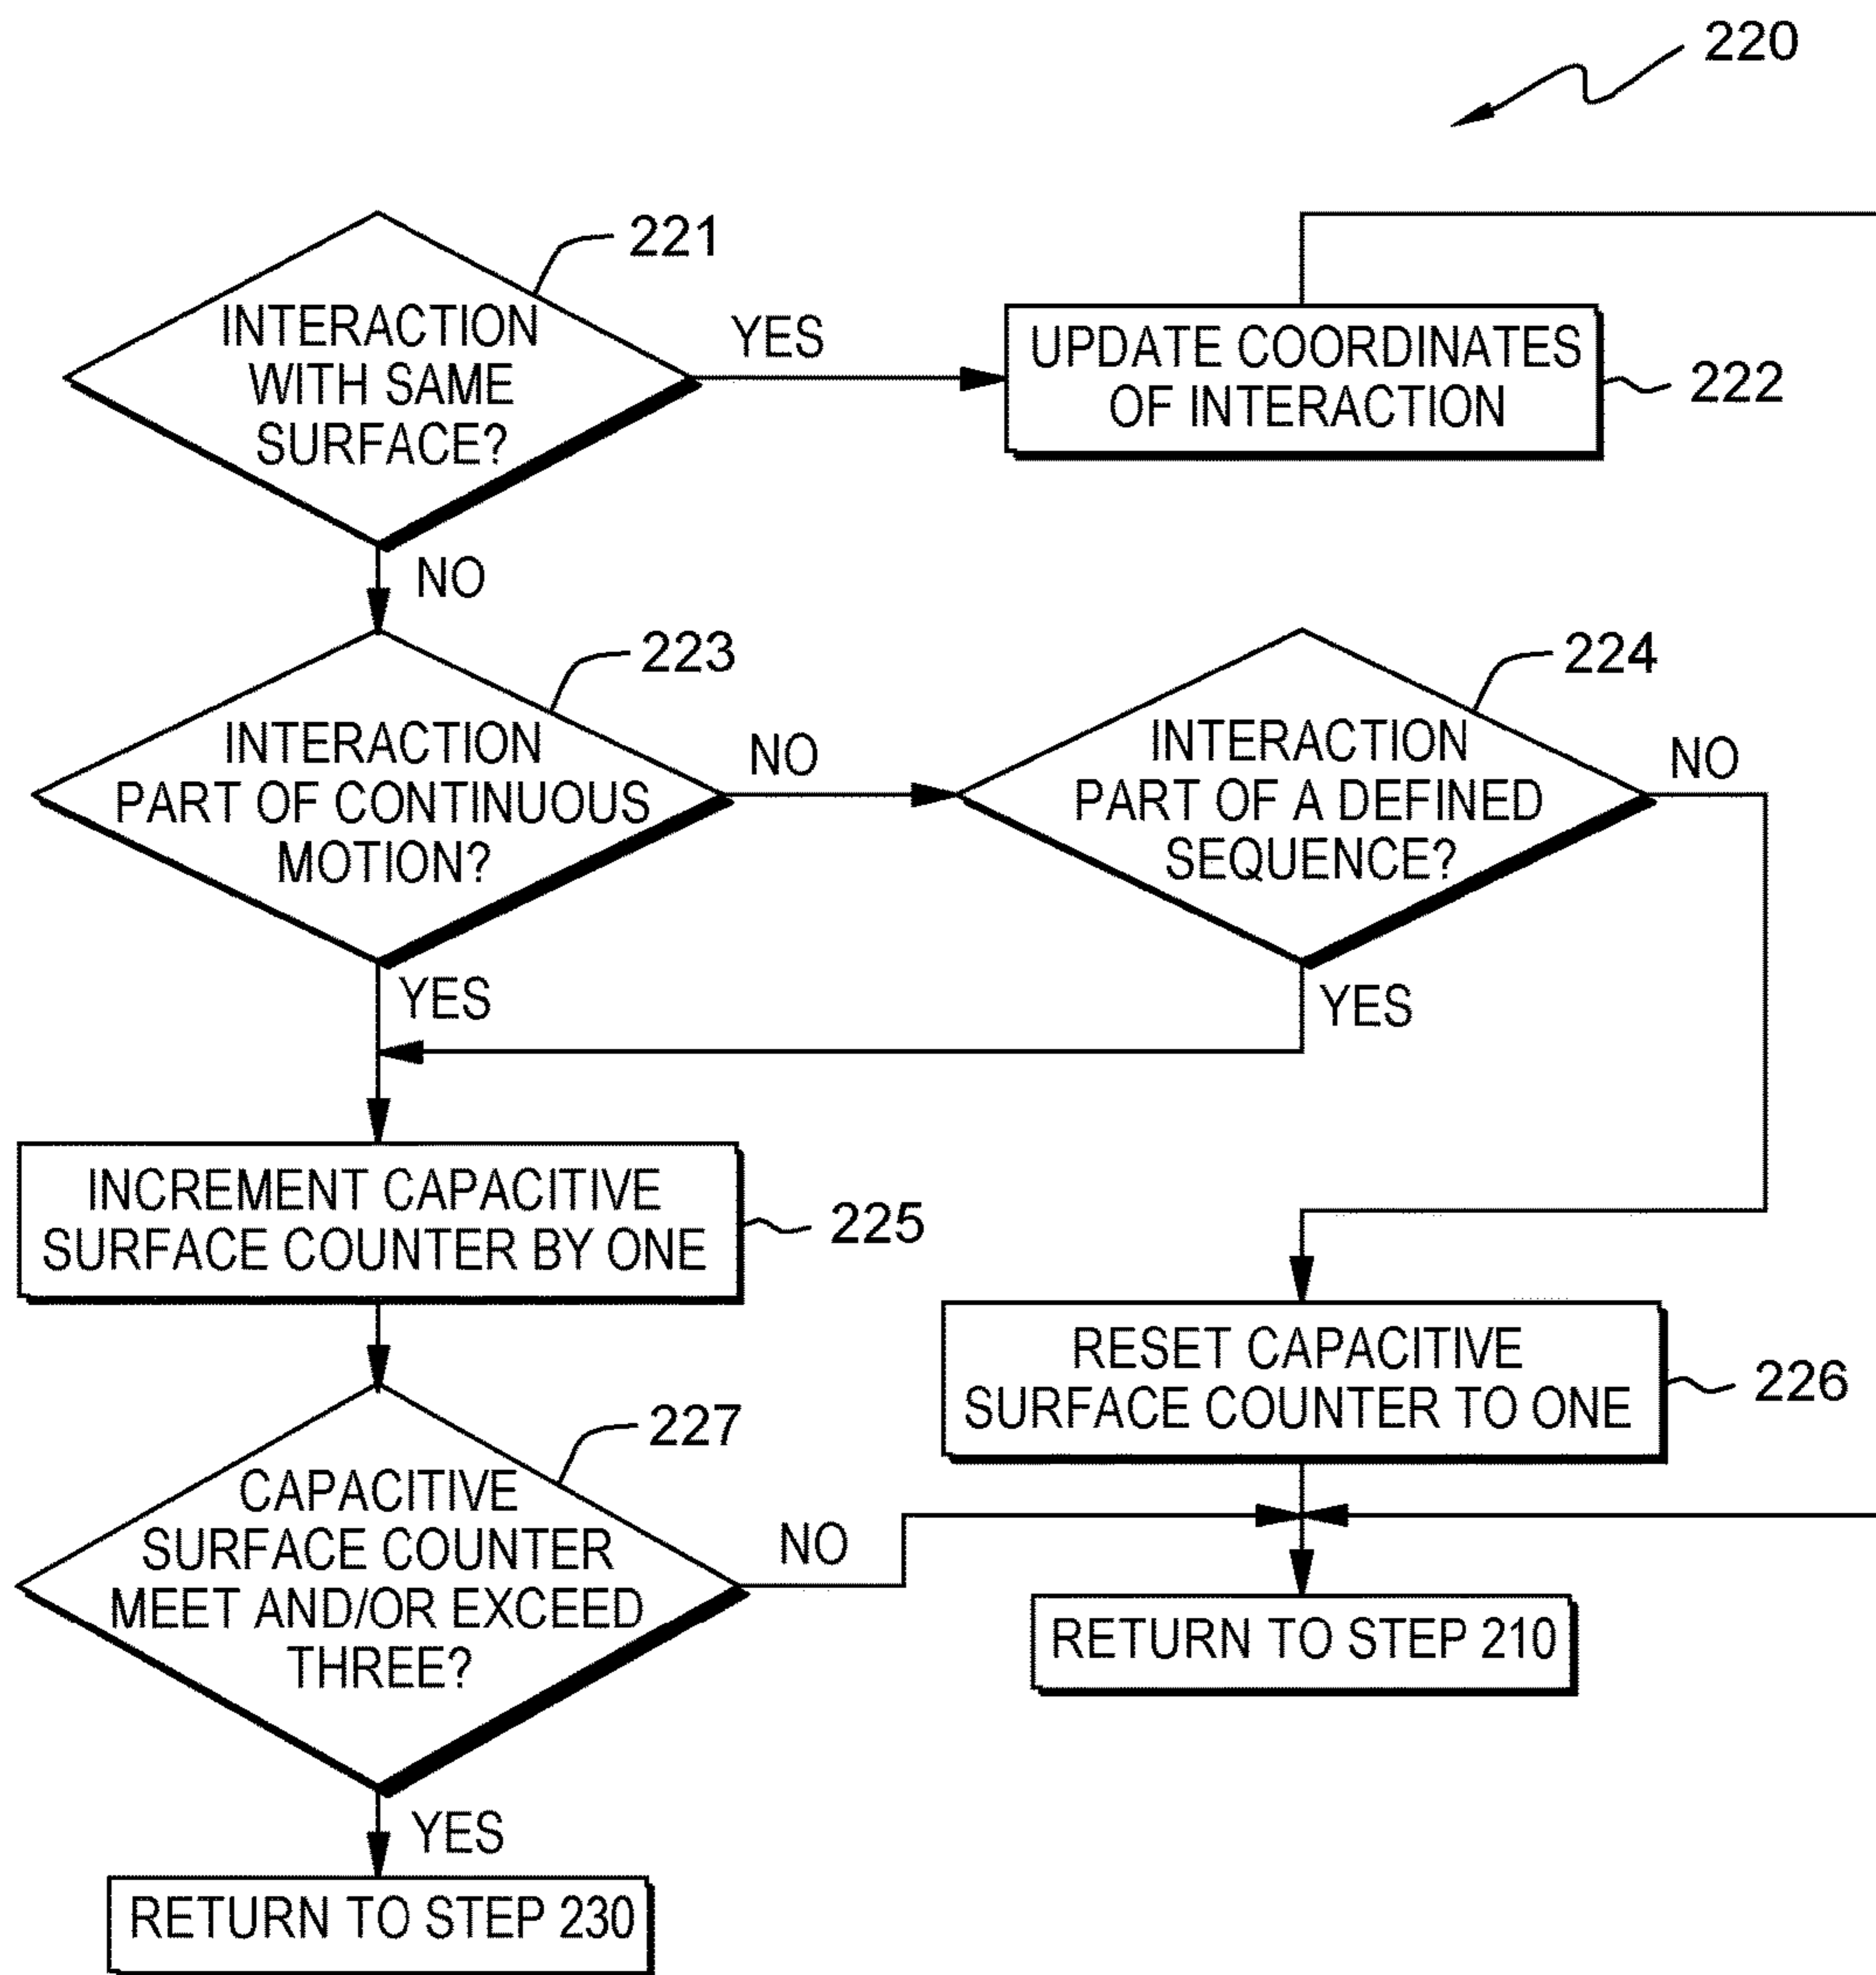 220
221
INTERACTION
WITH SAME
SURFACE?
YES
UPDATE COORDINATES
OF INTERACTION
222
NO
223
INTERACTION
PART OF CONTINUOUS
MOTION?
NO
224
INTERACTION
PART OF A DEFINED
SEQUENCE?
NO
YES
YES
INCREMENT CAPACITIVE
SURFACE COUNTER BY ONE
225
RESET CAPACITIVE
SURFACE COUNTER TO ONE
226
227
CAPACITIVE
SURFACE COUNTER
MEET AND/OR EXCEED
THREE?
NO
RETURN TO STEP 210
YES
RETURN TO STEP 230